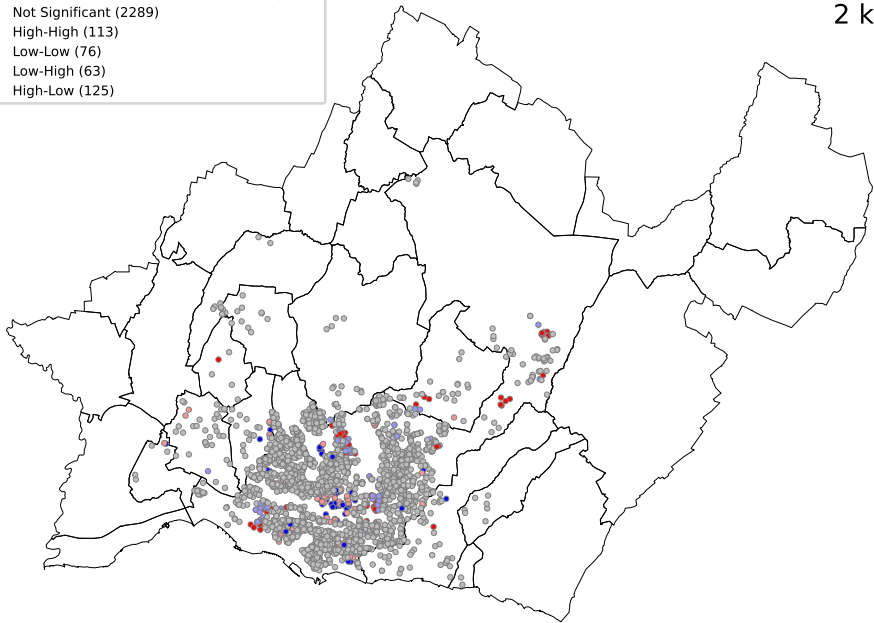 Not Significant (2289)
High-High (113)
Low-Low (76)
Low-High (63)
High-Low (125)
2 k